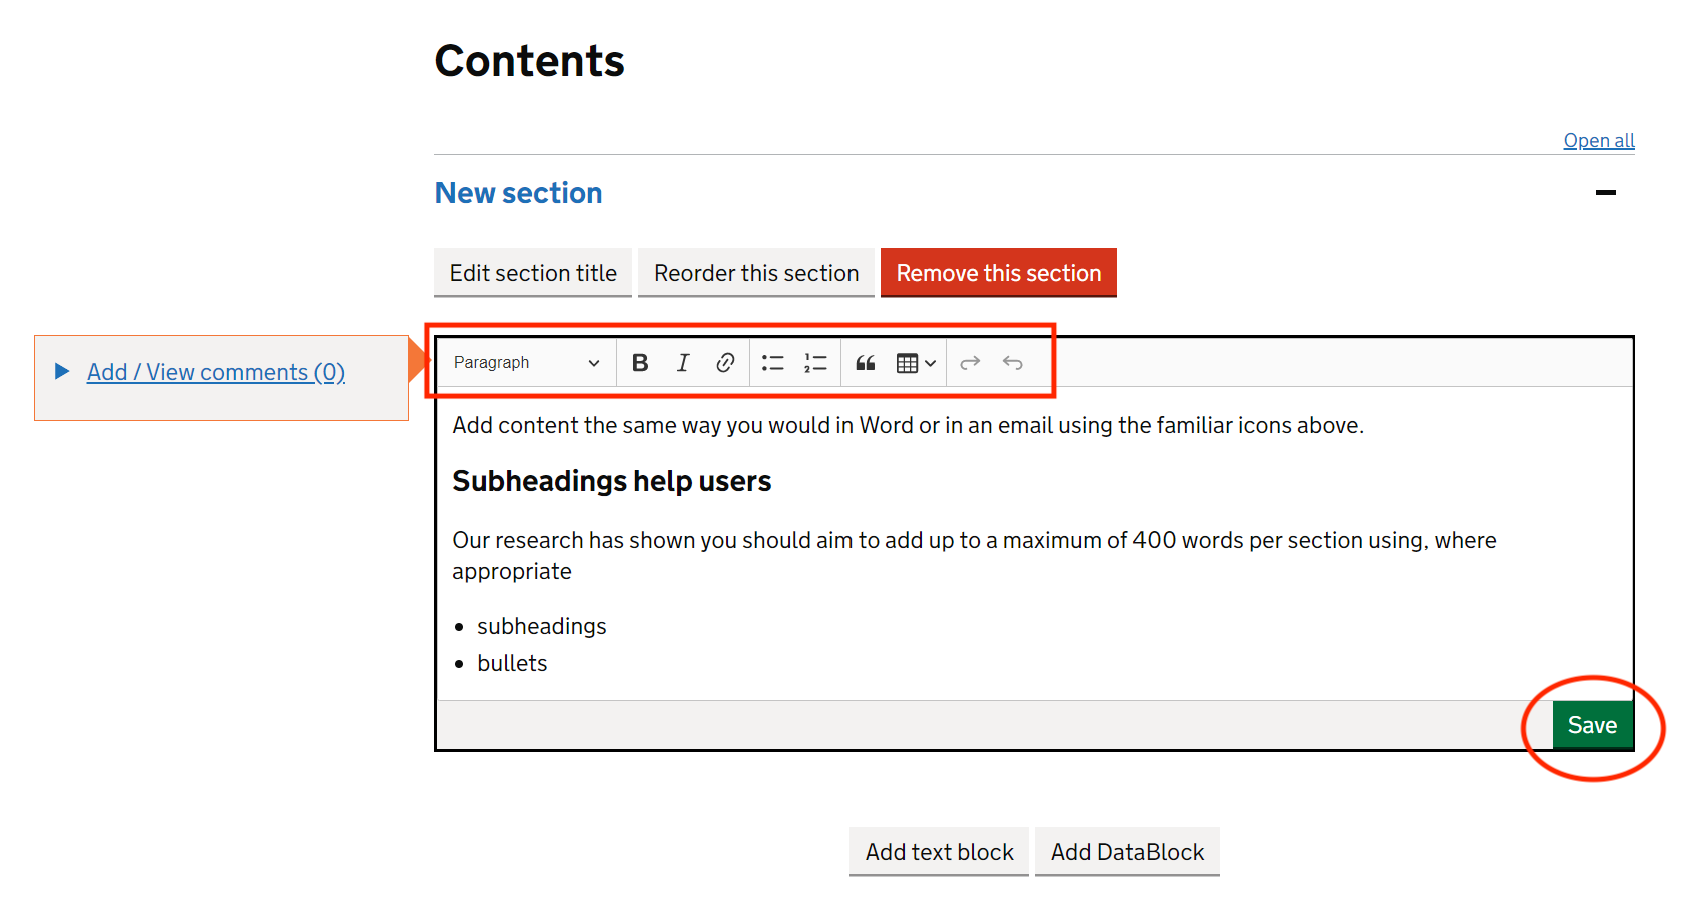 Contents
Open all
New section
Edit section title Reorder this section Remove this section
Add / View comments (0)
Paragraph B I
Add content the same way you would in Word or in an email using the familiar icons above.
Subheadings help users
Our research has shown you should aim to add up to a maximum of 400 words per section using, where
appropriate
• subheadings
• bullets
Save
Add text block Add DataBlock